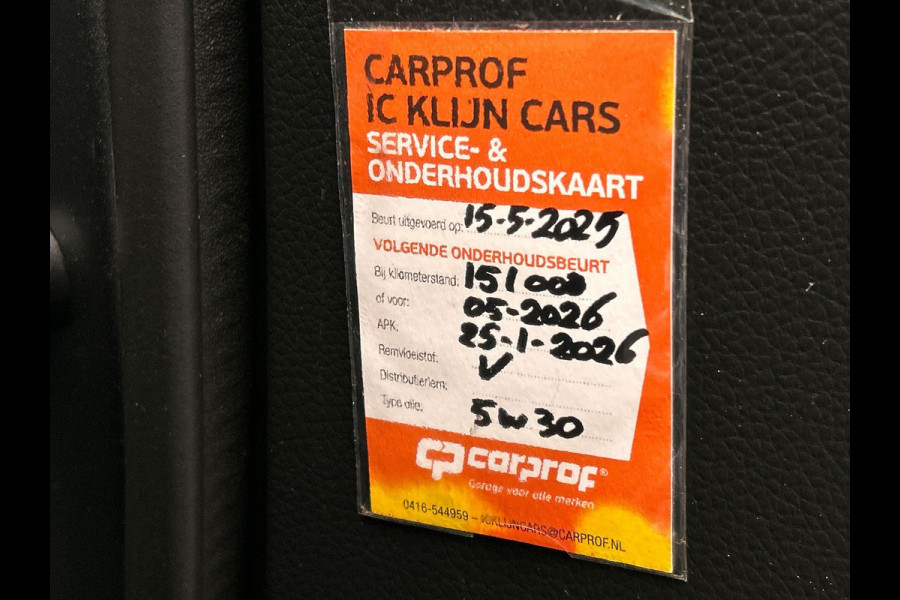 CARPROF
IC KLIJN CARS
SERVICE- &
ONDERHOUDSKAART
Beurt uitgevoerd op: 15-5-2025
VOLGENDE ONDERHOUDSBEURT
Bij kilometerstand: 151000
of voor: 05-2026
APK: 25-1-2026
Remvloeistof: V
Distributieriem:
Type olie: 5w30
cp carprof®
Garage voor alle merken
0416-544959 – ICKLIJNCARS@CARPROF.NL